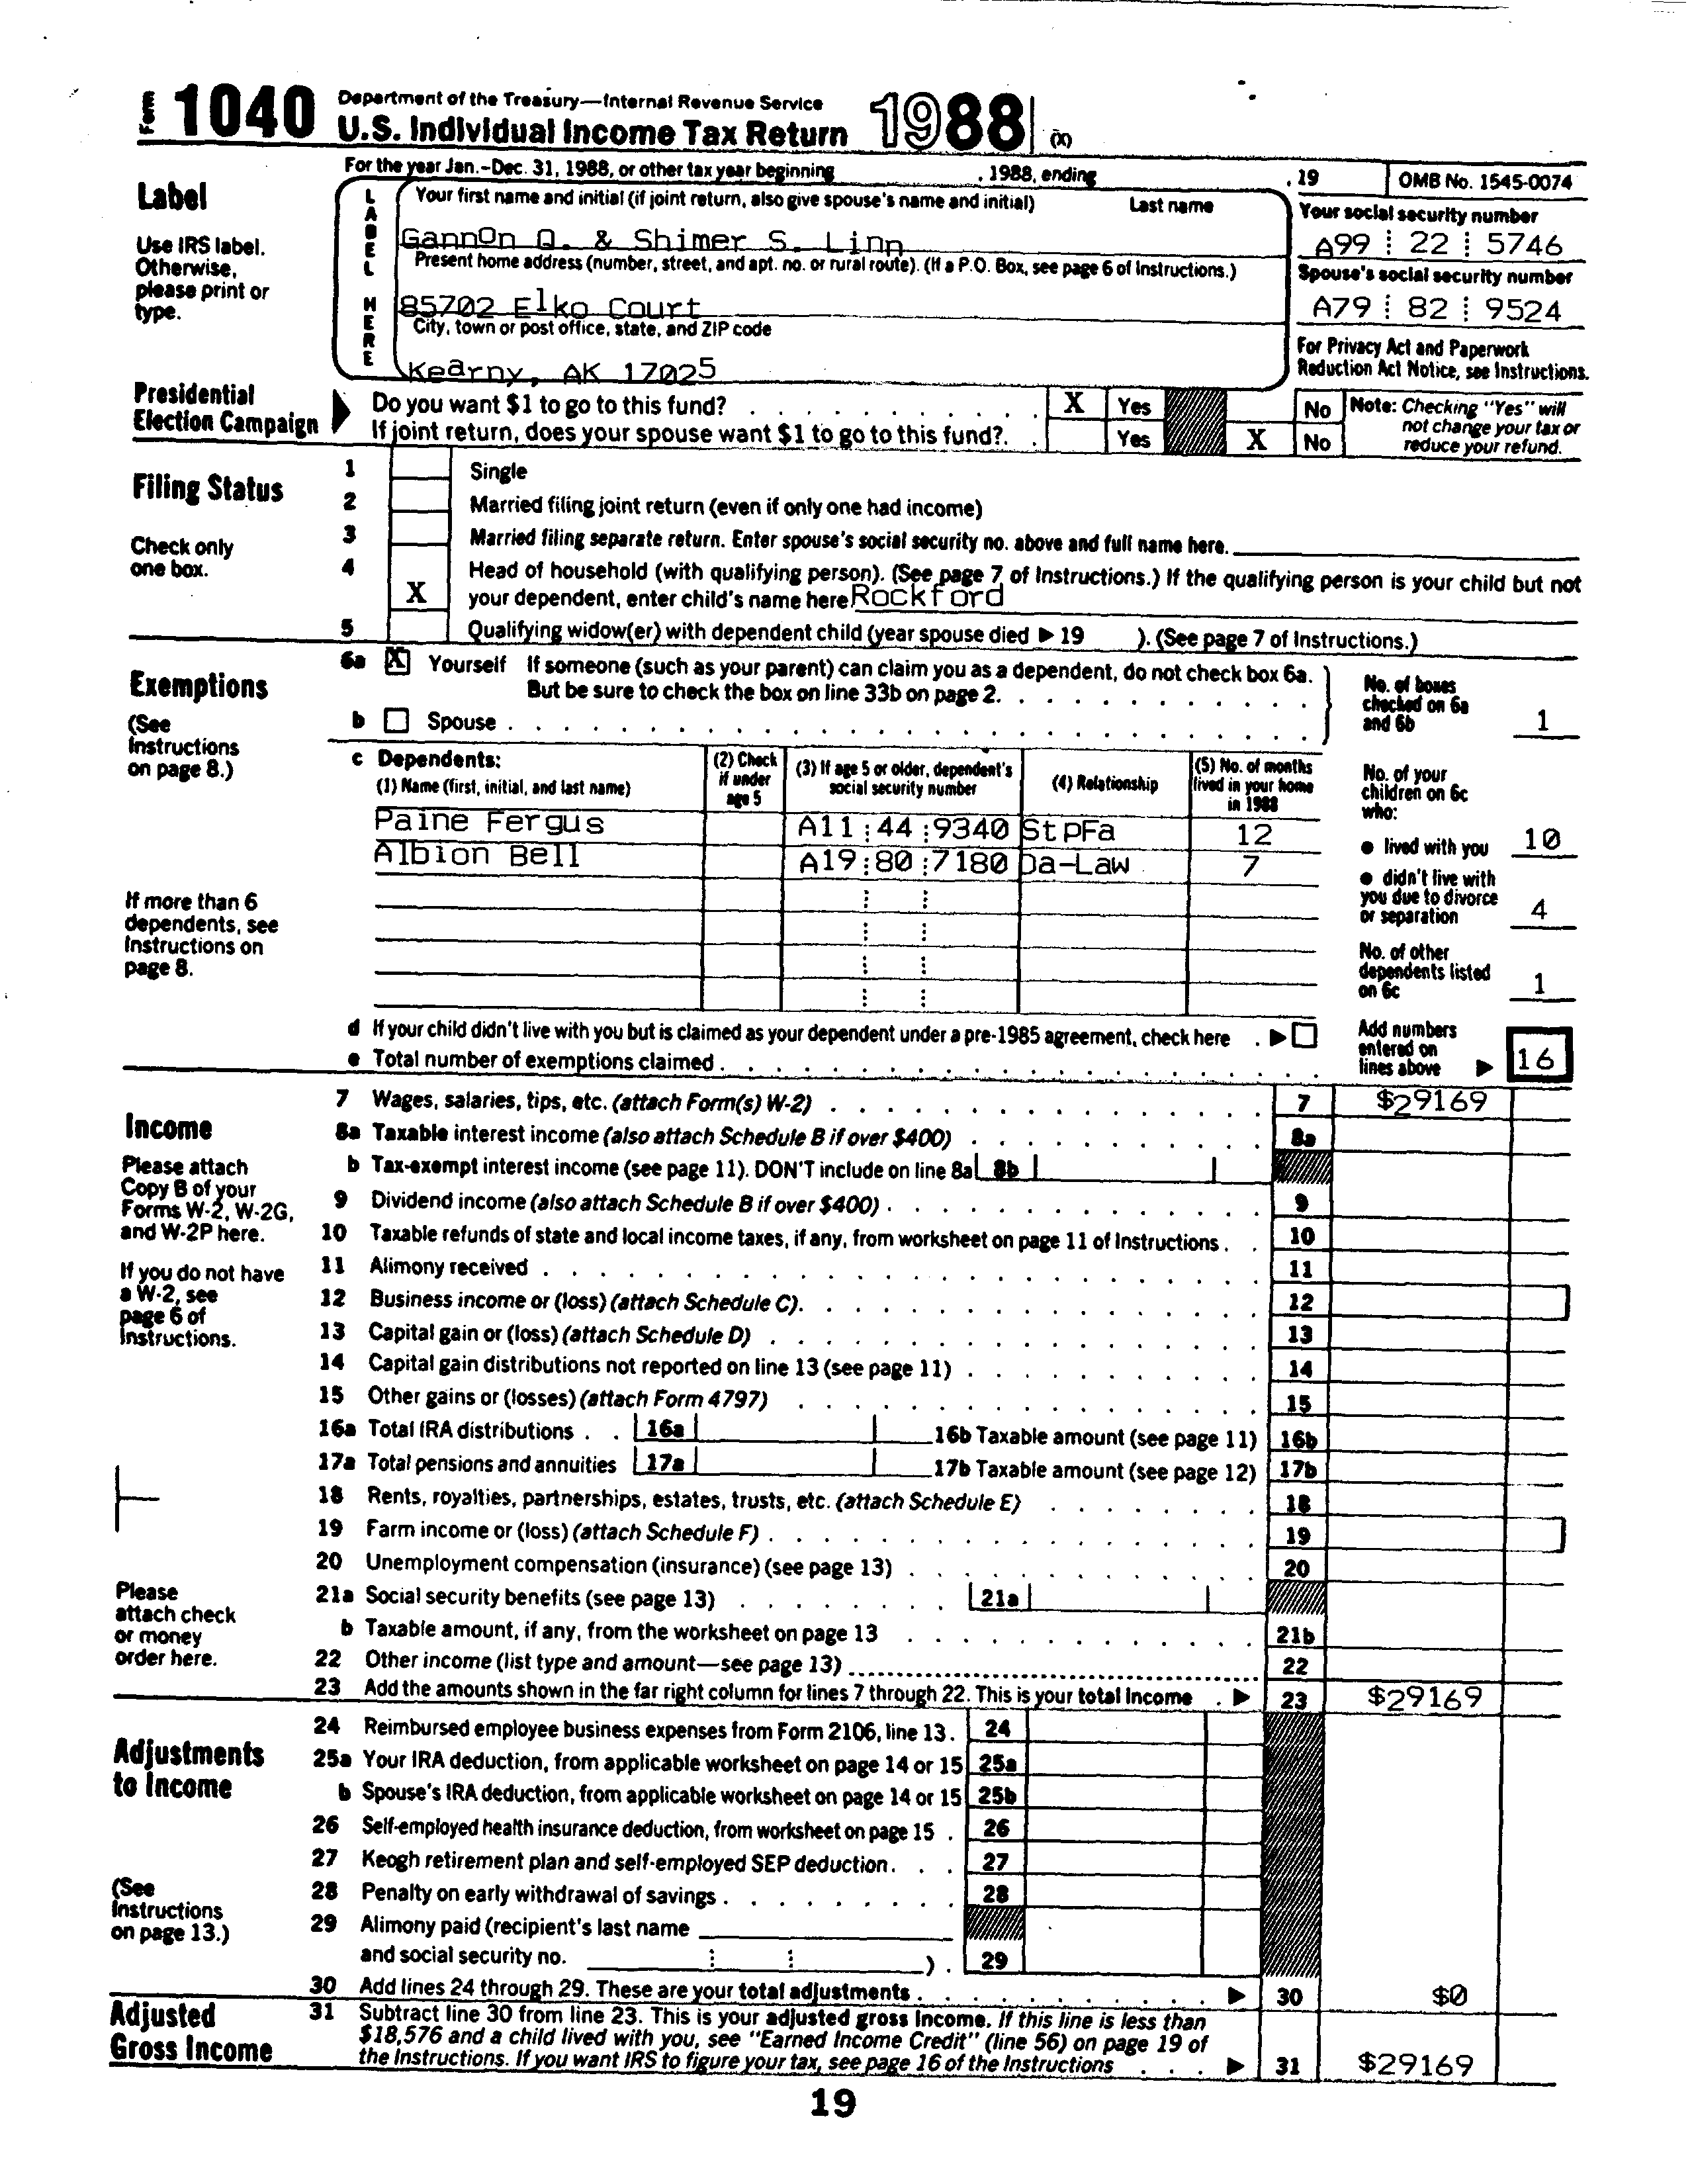 Form 1040 Department of the Treasury—Internal Revenue Service
U.S. Individual Income Tax Return 1988 (X)
For the year Jan.-Dec. 31, 1988, or other tax year beginning , 1988, ending , 19 OMB No. 1545-0074
Label
Use IRS label.
Otherwise,
please print or
type.
LABEL HERE
Your first name and initial (if joint return, also give spouse's name and initial) Last name
Gannon Q. & Shimer S. Linn
Your social security number
A99 22 5746
Present home address (number, street, and apt. no. or rural route). (If a P.O. Box, see page 6 of Instructions.)
85702 Elko Court
Spouse's social security number
A79 82 9524
City, town or post office, state, and ZIP code
Kearny, AK 17025
For Privacy Act and Paperwork
Reduction Act Notice, see Instructions.
Presidential
Election Campaign
Do you want $1 to go to this fund? X Yes No
If joint return, does your spouse want $1 to go to this fund? Yes X No
Note: Checking "Yes" will
not change your tax or
reduce your refund.
Filing Status
Check only
one box.
1 Single
2 Married filing joint return (even if only one had income)
3 Married filing separate return. Enter spouse's social security no. above and full name here.
4 Head of household (with qualifying person). (See page 7 of Instructions.) If the qualifying person is your child but not
X your dependent, enter child's name here Rockford
5 Qualifying widow(er) with dependent child (year spouse died ▶ 19 ). (See page 7 of Instructions.)
Exemptions
(See
Instructions
on page 8.)
6a X Yourself If someone (such as your parent) can claim you as a dependent, do not check box 6a.
But be sure to check the box on line 33b on page 2.
b Spouse
No. of boxes
checked on 6a
and 6b 1
c Dependents:
(1) Name (first, initial, and last name)
(2) Check
if under
age 5
(3) If age 5 or older, dependent's
social security number
(4) Relationship
(5) No. of months
lived in your home
in 1988
Paine Fergus A11 44 9340 StpFa 12
Albion Bell A19 80 7180 Da-Law 7
If more than 6
dependents, see
Instructions on
page 8.
No. of your
children on 6c
who:
● lived with you 10
● didn't live with
you due to divorce
or separation 4
No. of other
dependents listed
on 6c 1
d If your child didn't live with you but is claimed as your dependent under a pre-1985 agreement, check here ▶
e Total number of exemptions claimed
Add numbers
entered on
lines above ▶ 16
Income
Please attach
Copy B of your
Forms W-2, W-2G,
and W-2P here.
If you do not have
a W-2, see
page 6 of
Instructions.
Please
attach check
or money
order here.
7 Wages, salaries, tips, etc. (attach Form(s) W-2) 7 $29169
8a Taxable interest income (also attach Schedule B if over $400) 8a
b Tax-exempt interest income (see page 11). DON'T include on line 8a 8b
9 Dividend income (also attach Schedule B if over $400) 9
10 Taxable refunds of state and local income taxes, if any, from worksheet on page 11 of Instructions 10
11 Alimony received 11
12 Business income or (loss) (attach Schedule C) 12
13 Capital gain or (loss) (attach Schedule D) 13
14 Capital gain distributions not reported on line 13 (see page 11) 14
15 Other gains or (losses) (attach Form 4797) 15
16a Total IRA distributions 16a 16b Taxable amount (see page 11) 16b
17a Total pensions and annuities 17a 17b Taxable amount (see page 12) 17b
18 Rents, royalties, partnerships, estates, trusts, etc. (attach Schedule E) 18
19 Farm income or (loss) (attach Schedule F) 19
20 Unemployment compensation (insurance) (see page 13) 20
21a Social security benefits (see page 13) 21a
b Taxable amount, if any, from the worksheet on page 13 21b
22 Other income (list type and amount—see page 13) 22
23 Add the amounts shown in the far right column for lines 7 through 22. This is your total income ▶ 23 $29169
Adjustments
to Income
(See
Instructions
on page 13.)
24 Reimbursed employee business expenses from Form 2106, line 13. 24
25a Your IRA deduction, from applicable worksheet on page 14 or 15 25a
b Spouse's IRA deduction, from applicable worksheet on page 14 or 15 25b
26 Self-employed health insurance deduction, from worksheet on page 15 26
27 Keogh retirement plan and self-employed SEP deduction 27
28 Penalty on early withdrawal of savings 28
29 Alimony paid (recipient's last name
and social security no. ) 29
30 Add lines 24 through 29. These are your total adjustments ▶ 30 $0
Adjusted
Gross Income
31 Subtract line 30 from line 23. This is your adjusted gross income. If this line is less than
$18,576 and a child lived with you, see "Earned Income Credit" (line 56) on page 19 of
the Instructions. If you want IRS to figure your tax, see page 16 of the Instructions ▶ 31 $29169
19